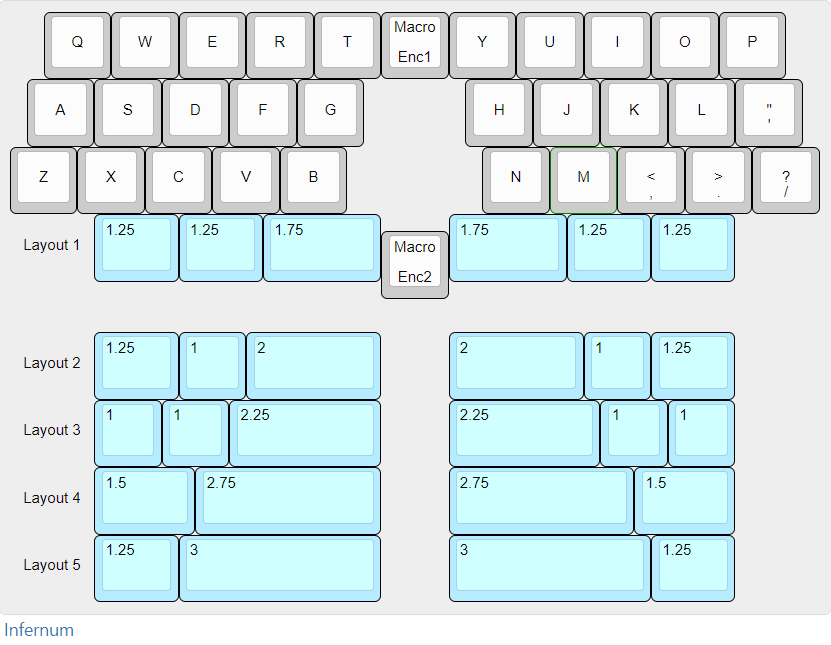 Q W E R T Macro Enc1 Y U I O P
A S D F G H J K L " '
Z X C V B N M < , > . ? /
Layout 1 1.25 1.25 1.75 Macro Enc2 1.75 1.25 1.25
Layout 2 1.25 1 2 2 1 1.25
Layout 3 1 1 2.25 2.25 1 1
Layout 4 1.5 2.75 2.75 1.5
Layout 5 1.25 3 3 1.25
Infernum